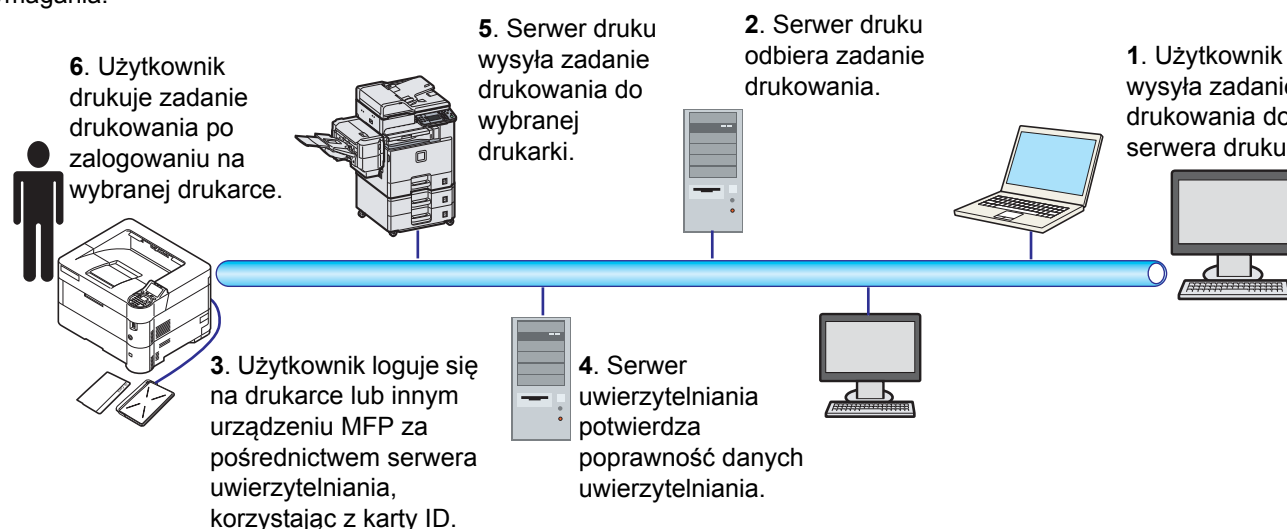 5. Serwer druku
wysyła zadanie
drukowania do
wybranej
drukarki.
2. Serwer druku
odbiera zadanie
drukowania.
1. Użytkownik
wysyła zadanie
drukowania do
serwera druku
6. Użytkownik
drukuje zadanie
drukowania po
zalogowaniu na
wybranej drukarce.
3. Użytkownik loguje się
na drukarce lub innym
urządzeniu MFP za
pośrednictwem serwera
uwierzytelniania,
korzystając z karty ID.
4. Serwer
uwierzytelniania
potwierdza
poprawność danych
uwierzytelniania.